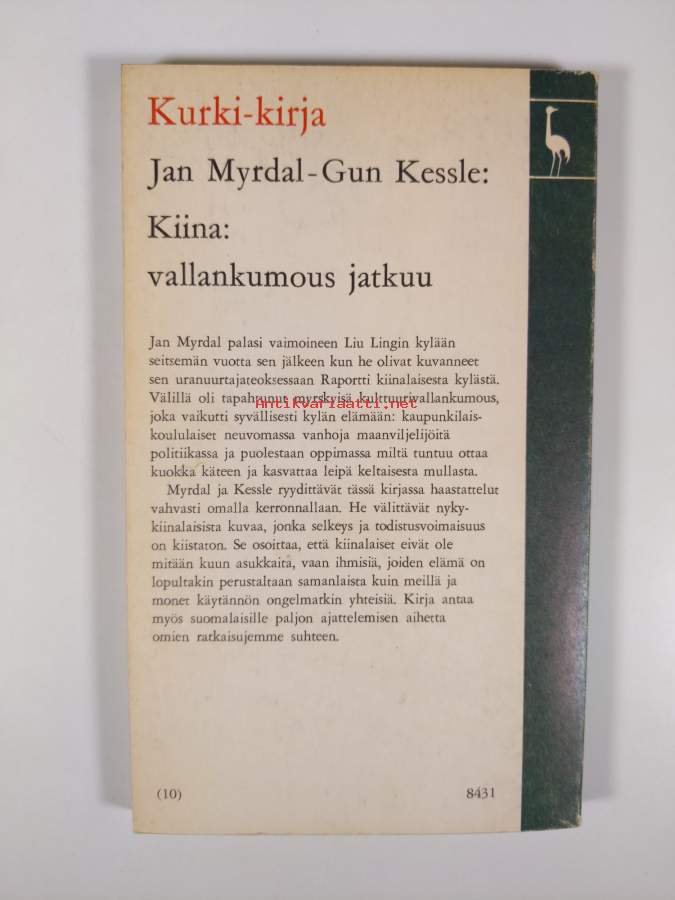 Kurki-kirja
Jan Myrdal-Gun Kessle:
Kiina:
vallankumous jatkuu
Jan Myrdal palasi vaimoineen Liu Lingin kylään
seitsemän vuotta sen jälkeen kun he olivat kuvanneet
sen uranuurtajateoksessaan Raportti kiinalaisesta kylästä.
Välillä oli tapahtunut myrskyisä kulttuurivallankumous,
Antikvariaatti.net
joka vaikutti syvällisesti kylän elämään: kaupunkilais-
koululaiset neuvomassa vanhoja maanviljelijöitä
politiikassa ja puolestaan oppimassa miltä tuntuu ottaa
kuokka käteen ja kasvattaa leipä keltaisesta mullasta.
Myrdal ja Kessle ryydittävät tässä kirjassa haastattelut
vahvasti omalla kerronnallaan. He välittävät nyky-
kiinalaisista kuvaa, jonka selkeys ja todistusvoimaisuus
on kiistaton. Se osoittaa, että kiinalaiset eivät ole
mitään kuun asukkaita, vaan ihmisiä, joiden elämä on
lopultakin perustaltaan samanlaista kuin meillä ja
monet käytännön ongelmatkin yhteisiä. Kirja antaa
myös suomalaisille paljon ajattelemisen aihetta
omien ratkaisujemme suhteen.
(10) 8431